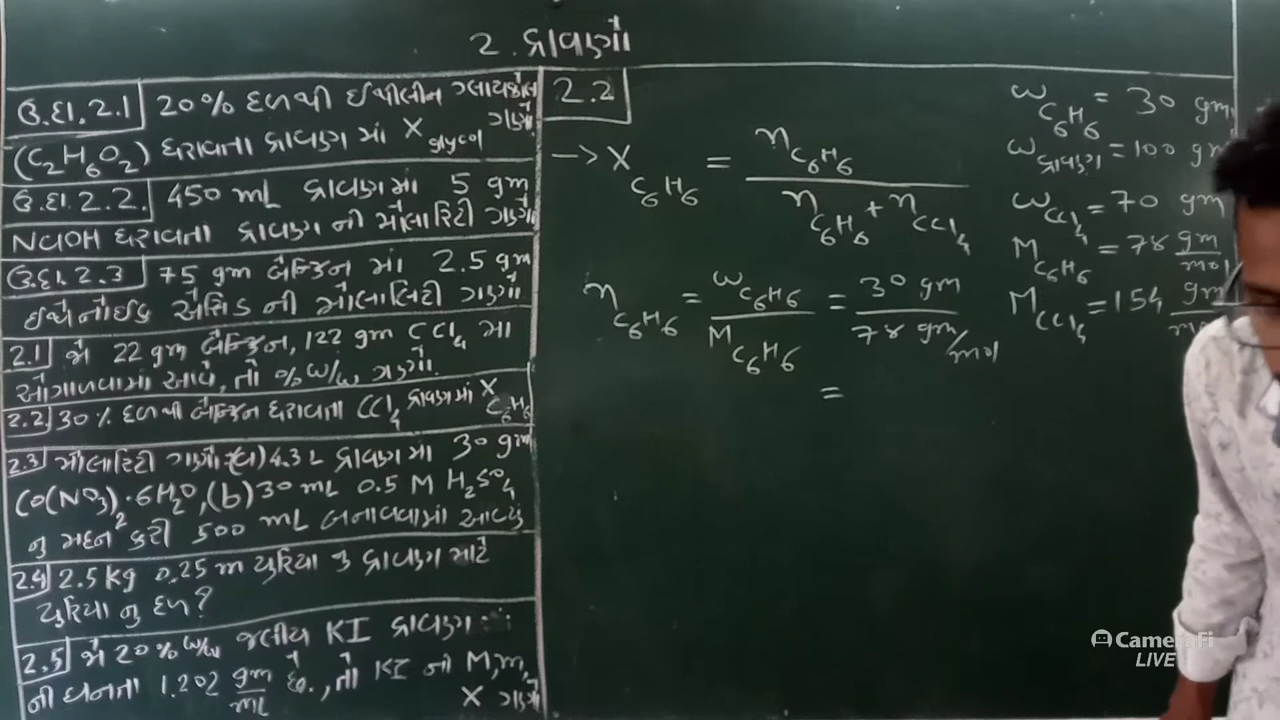 2. દ્રાવણો
ઉ.દા.2.1 20% દળથી ઈથીલીન ગ્લાયકોલ
(C₂H₆O₂) ધરાવતા દ્રાવણ માં X glycol ગણો
ઉ.દા.2.2. 450 mL દ્રાવણમાં 5 gm
NaOH ધરાવતા દ્રાવણ ની મોલારિટી ગણો
ઉ.દા.2.3 75 gm બેન્ઝિન માં 2.5 gm
ઈથેનોઈક એસિડ ની મોલાલિટી ગણો
2.1 જો 22 gm બેન્ઝિન, 122 gm CCl₄ મા
ઓગાળવામાં આવે, તો % w/w ગણો.
2.2 30% દળથી બેન્ઝિન ધરાવતા CCl₄ દ્રાવણમાં X C₆H₆
2.3 મોલારિટી ગણો (a) 4.3 L દ્રાવણમાં 30 gm
Co(NO₃)₂·6H₂O, (b) 30 mL 0.5 M H₂SO₄
નુ મંદન કરી 500 mL બનાવવામાં આવ્યુ
2.4 2.5 kg 0.25 m યુરિયા નુ દ્રાવણ માટે
યુરિયા નુ દળ?
2.5 જો 20% w/w જલીય KI દ્રાવણ
ની ઘનતા 1.202 gm/mL છે, તો KI ની M, m,
X ગણો
2.2
→ X C₆H₆ = n C₆H₆ / n C₆H₆ + n CCl₄
n C₆H₆ = w C₆H₆ / M C₆H₆ = 30 gm / 78 gm/mol
=
w C₆H₆ = 30 gm
w દ્રાવણ = 100 gm
w CCl₄ = 70 gm
M C₆H₆ = 78 gm/mol
M CCl₄ = 154 gm
CameraFi
LIVE